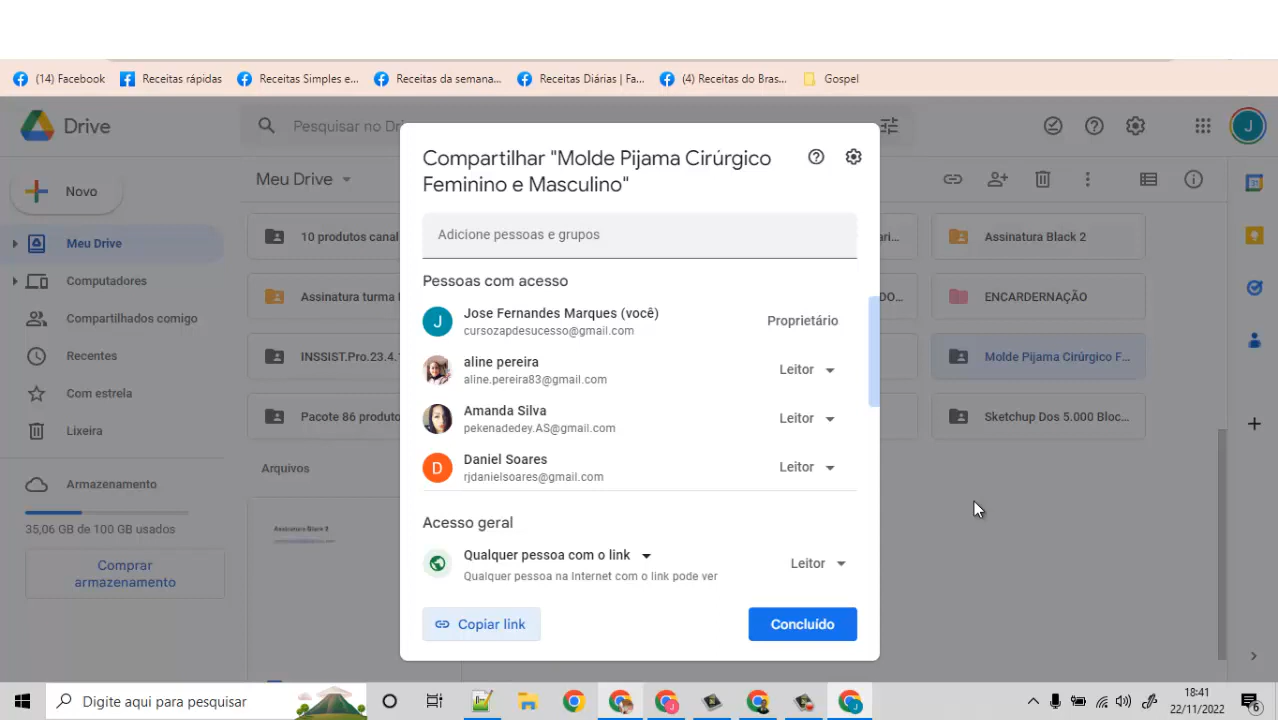 (14) Facebook
Receitas rápidas
Receitas Simples e...
Receitas da semana...
Receitas Diárias | Fa...
(4) Receitas do Bras...
Gospel
Drive
Pesquisar no Dri
J
Novo
Meu Drive
Meu Drive
Computadores
Compartilhados comigo
Recentes
Com estrela
Lixeira
Armazenamento
35,06 GB de 100 GB usados
Comprar
armazenamento
10 produtos canal
Assinatura Black 2
Assinatura turma
ENCARDERNAÇÃO
INSSIST.Pro.23.4.
Molde Pijama Cirúrgico F...
Pacote 86 produto
Sketchup Dos 5.000 Bloc...
Arquivos
Assinatura Black 2
Compartilhar "Molde Pijama Cirúrgico
Feminino e Masculino"
Adicione pessoas e grupos
Pessoas com acesso
J
Jose Fernandes Marques (você)
cursozapdesucesso@gmail.com
Proprietário
aline pereira
aline.pereira83@gmail.com
Leitor
Amanda Silva
pekenadedey.AS@gmail.com
Leitor
D
Daniel Soares
rjdanielsoares@gmail.com
Leitor
Acesso geral
Qualquer pessoa com o link
Qualquer pessoa na Internet com o link pode ver
Leitor
Copiar link
Concluído
Digite aqui para pesquisar
18:41
22/11/2022
6